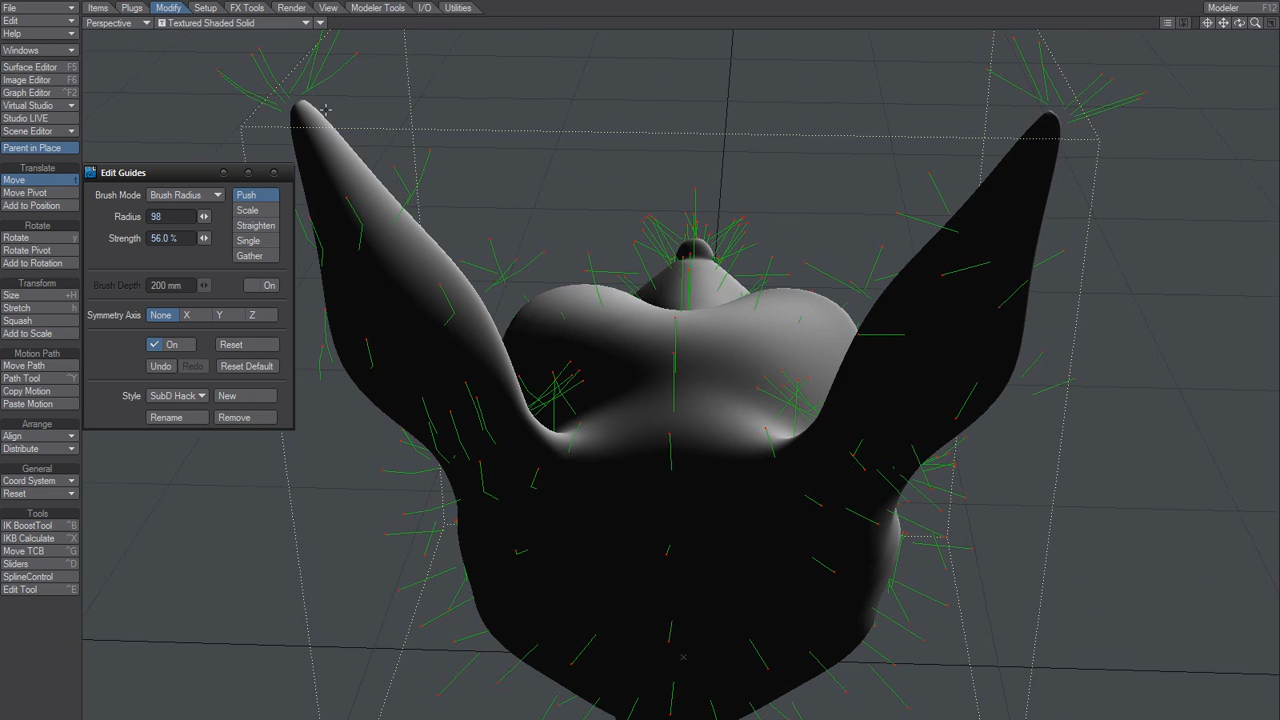 File
Items
Plugs
Modify
Setup
FX Tools
Render
View
Modeler Tools
I/O
Utilities
Modeler F12
Edit
Perspective
Textured Shaded Solid
Help
Windows
Surface Editor F5
Image Editor F6
Graph Editor ^F2
Virtual Studio
Studio LIVE
Scene Editor
Parent in Place
Translate
Move t
Move Pivot
Add to Position
Rotate
Rotate y
Rotate Pivot
Add to Rotation
Transform
Size +H
Stretch h
Squash
Add to Scale
Motion Path
Move Path
Path Tool ^Y
Copy Motion
Paste Motion
Arrange
Align
Distribute
General
Coord System
Reset
Tools
IK BoostTool ^B
IKB Calculate ^X
Move TCB ^G
Sliders ^D
SplineControl
Edit Tool ^E
Edit Guides
Brush Mode Brush Radius Push
Scale
Radius 98
Straighten
Strength 56.0 %
Single
Gather
Brush Depth 200 mm On
Symmetry Axis None X Y Z
On Reset
Undo Redo Reset Default
Style SubD Hack New
Rename Remove